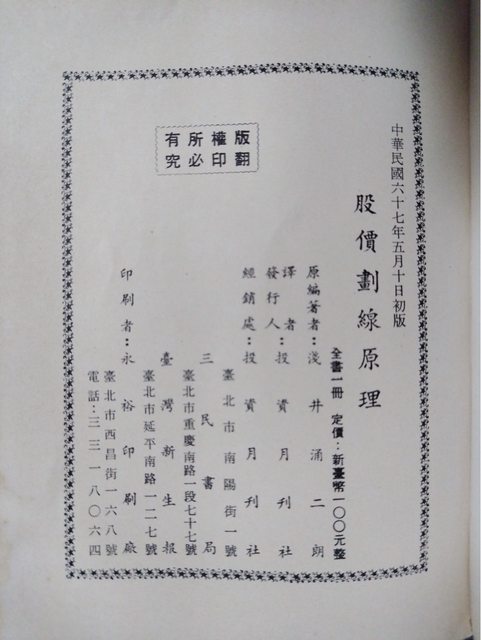 中華民國六十七年五月十日初版
股價劃線原理
全書一冊 定價：新臺幣一〇〇元整
原編著者：淺井涌二朗
譯者
發行人：投資月刊社
經銷處：投資月刊社
臺北市南陽街一號
三民書局
臺北市重慶南路一段七十七號
臺灣新生報
臺北市延平南路一二七號
印刷者：永裕印刷廠
臺北市西昌街一六八號
電話：三三一八〇六四
版權所有
翻印必究